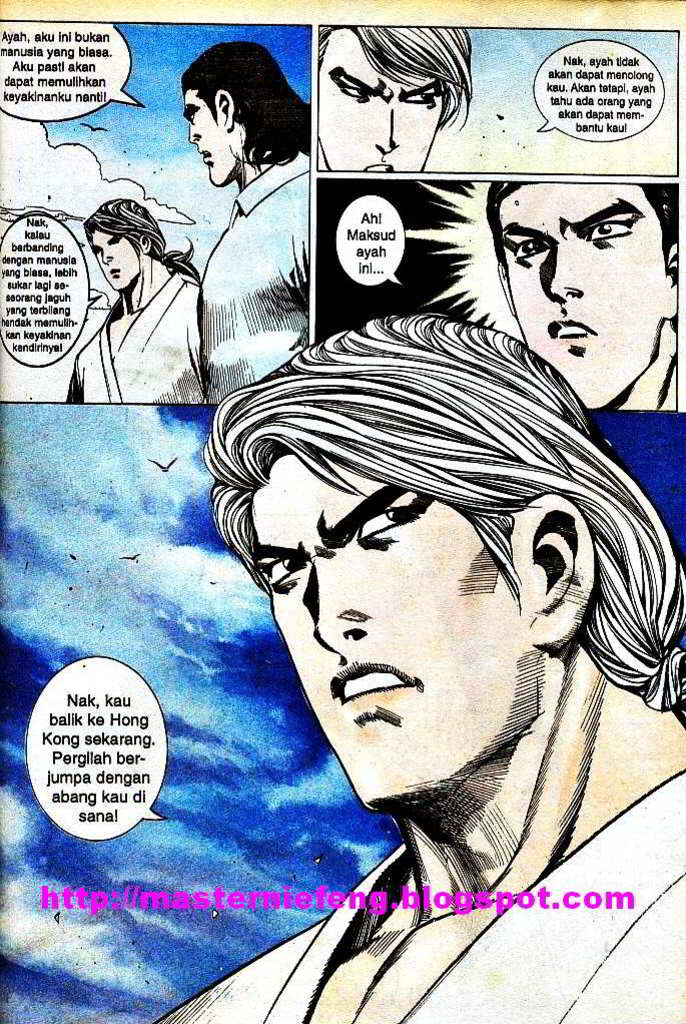 Ayah, aku ini bukan
manusia yang biasa.
Aku pasti akan
dapat memulihkan
keyakinanku nanti!
Nak,
kalau
berbanding
dengan manusia
yang biasa, lebih
sukar lagi se-
seorang jaguh
yang terbilang
hendak memulih-
kan keyakinan
kendirinya!
Nak, ayah tidak
akan dapat menolong
kau. Akan tetapi, ayah
tahu ada orang yang
akan dapat mem-
bantu kau!
Ah!
Maksud
ayah
ini...
Nak, kau
balik ke Hong
Kong sekarang.
Pergilah ber-
jumpa dengan
abang kau di
sana!
http://masterniefeng.blogspot.com